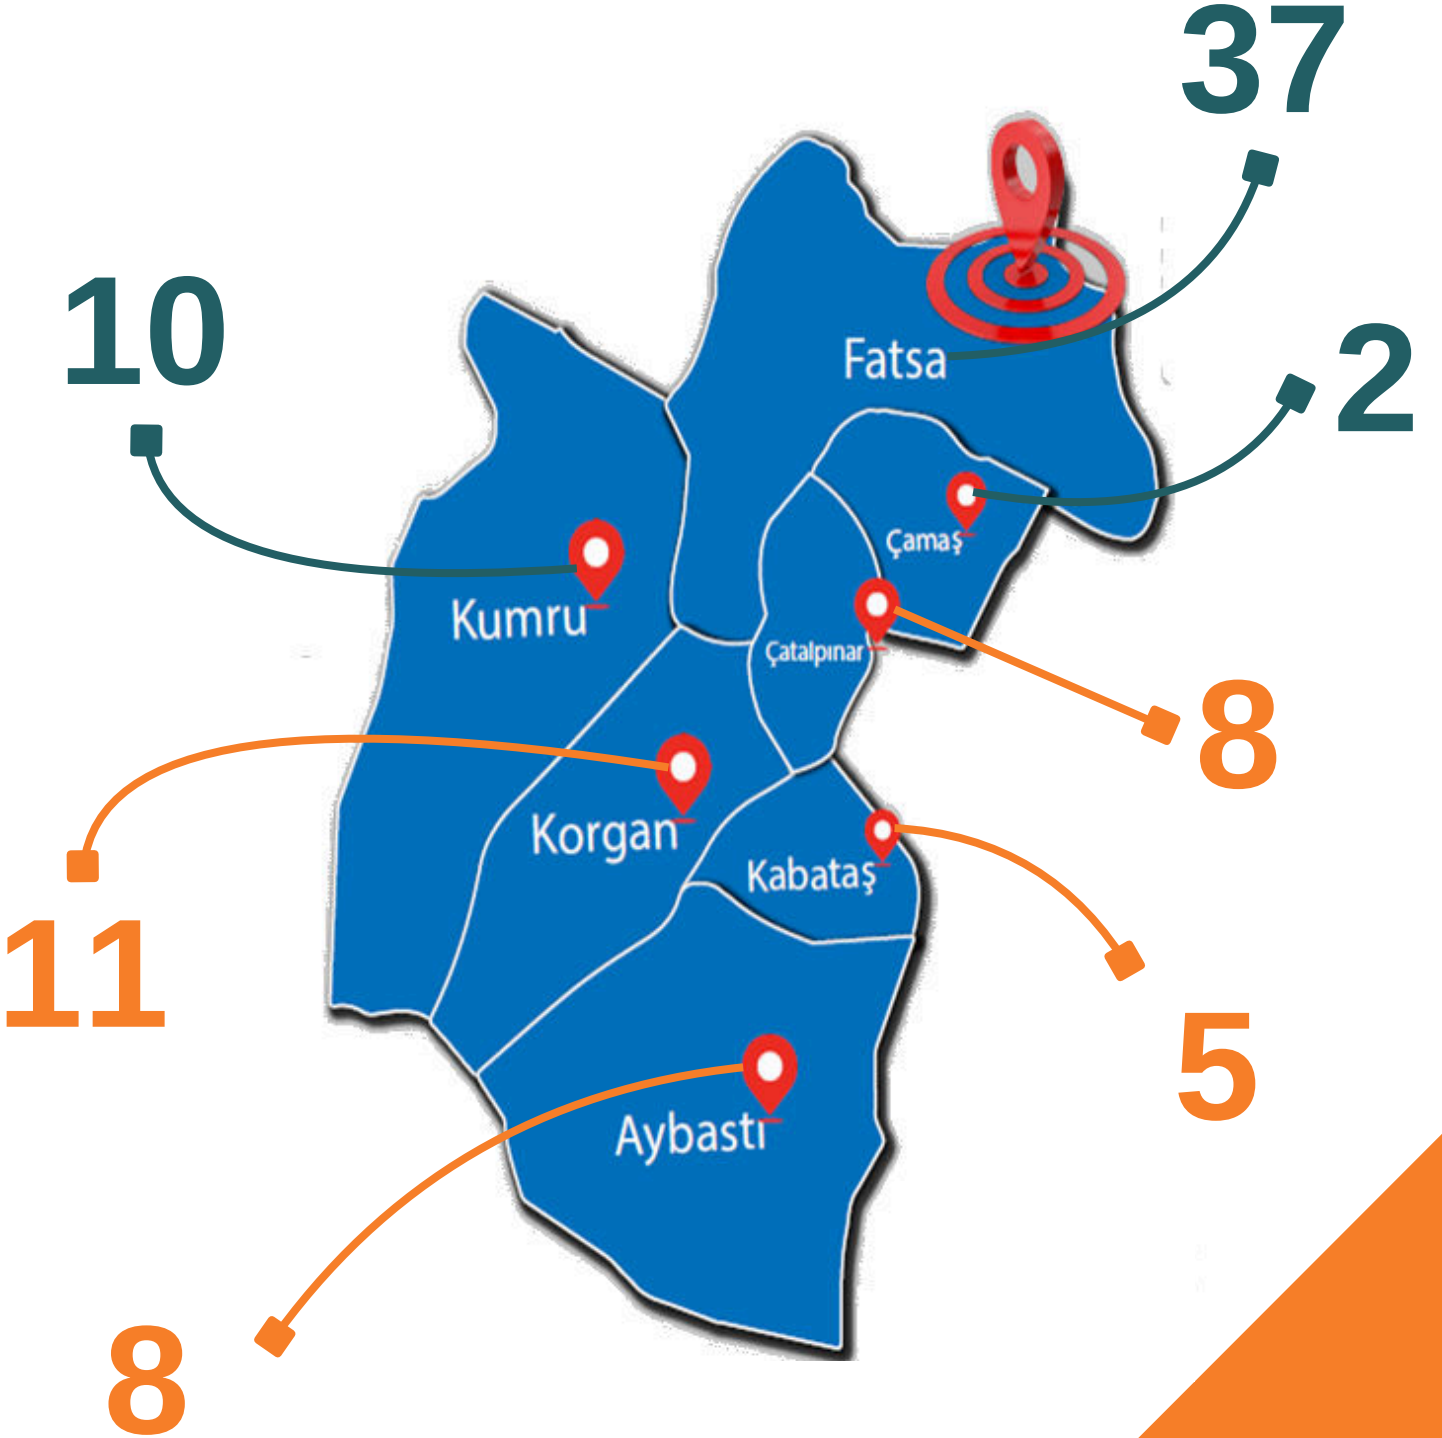 37
10
2
Fatsa
Çamaş
Kumru
Çatalpınar
8
Korgan
Kabataş
11
5
Aybastı
8